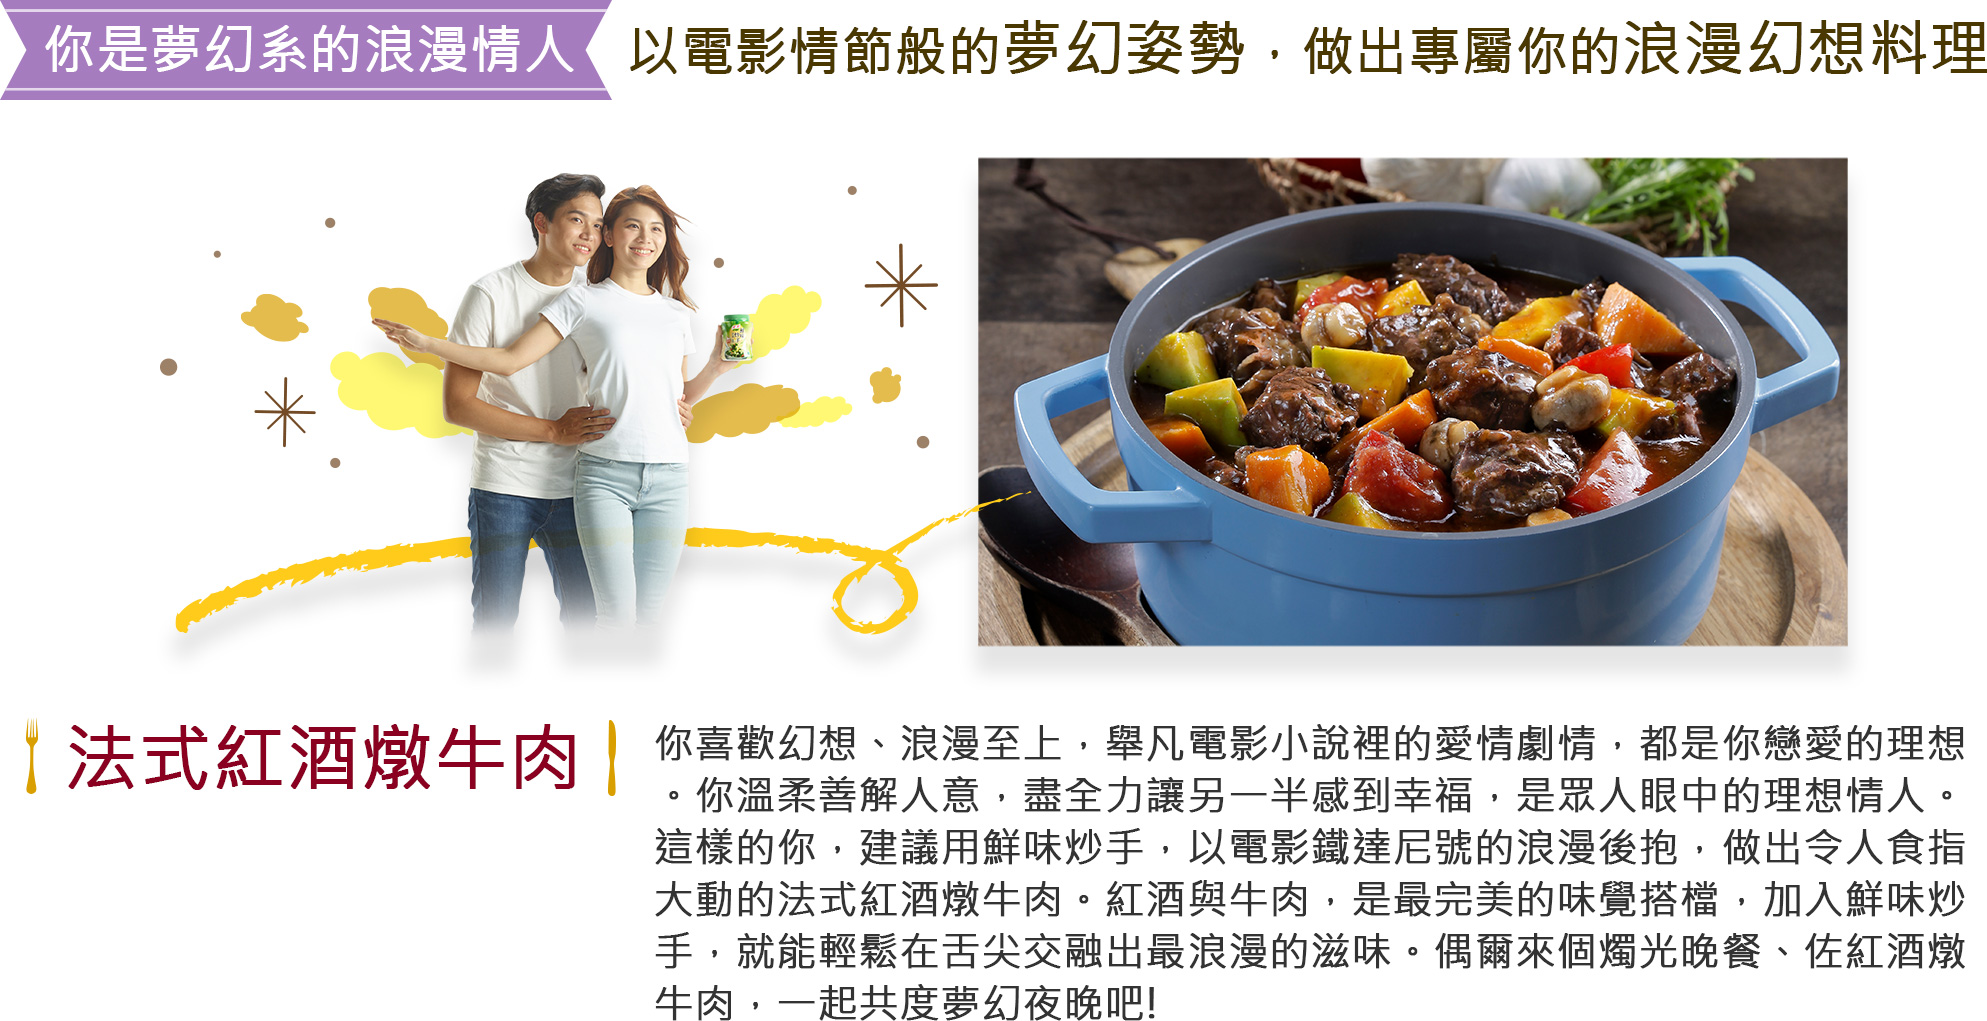 你是夢幻系的浪漫情人
以電影情節般的夢幻姿勢，做出專屬你的浪漫幻想料理
法式紅酒燉牛肉
你喜歡幻想、浪漫至上，舉凡電影小說裡的愛情劇情，都是你戀愛的理想
。你溫柔善解人意，盡全力讓另一半感到幸福，是眾人眼中的理想情人。
這樣的你，建議用鮮味炒手，以電影鐵達尼號的浪漫後抱，做出令人食指
大動的法式紅酒燉牛肉。紅酒與牛肉，是最完美的味覺搭檔，加入鮮味炒
手，就能輕鬆在舌尖交融出最浪漫的滋味。偶爾來個燭光晚餐、佐紅酒燉
牛肉，一起共度夢幻夜晚吧!